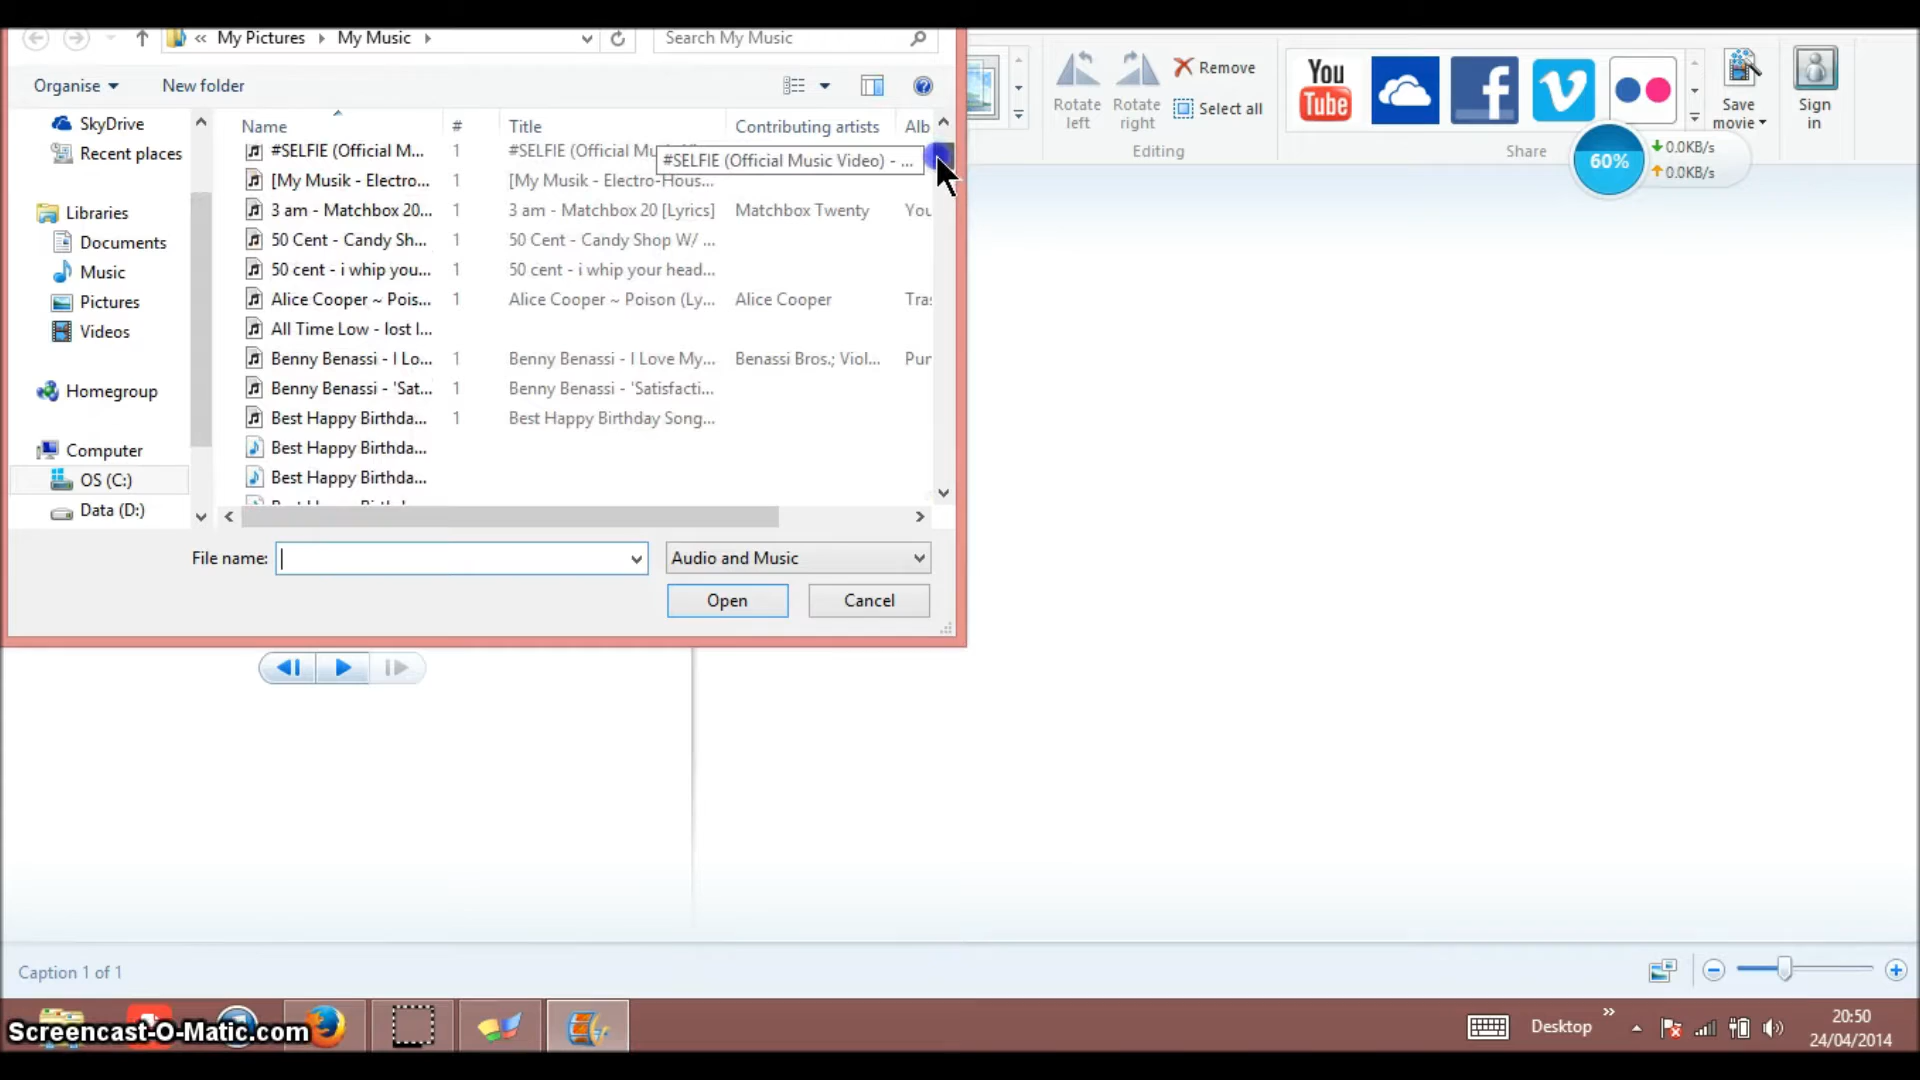 « My Pictures My Music
Search My Music
Organise
New folder
SkyDrive
Recent places
Libraries
Documents
Music
Pictures
Videos
Homegroup
Computer
OS (C:)
Data (D:)
Name # Title Contributing artists Alb
#SELFIE (Official M... 1
#SELFIE (Official Music Video) - ...
[My Musik - Electro... 1 [My Musik - Electro-Hous...
3 am - Matchbox 20... 1 3 am - Matchbox 20 [Lyrics] Matchbox Twenty You
50 Cent - Candy Sh... 1 50 Cent - Candy Shop W/ ...
50 cent - i whip you... 1 50 cent - i whip your head...
Alice Cooper ~ Pois... 1 Alice Cooper ~ Poison (Ly... Alice Cooper Tras
All Time Low - lost I...
Benny Benassi - I Lo... 1 Benny Benassi - I Love My... Benassi Bros.; Viol... Pur
Benny Benassi - 'Sat... 1 Benny Benassi - 'Satisfacti...
Best Happy Birthda... 1 Best Happy Birthday Song...
Best Happy Birthda...
Best Happy Birthda...
File name:
Audio and Music
Open
Cancel
Rotate left
Rotate right
Remove
Select all
Editing
You Tube
f
Share
Save movie
Sign in
60%
0.0KB/s
0.0KB/s
Caption 1 of 1
Screencast-O-Matic.com
Desktop »
20:50
24/04/2014